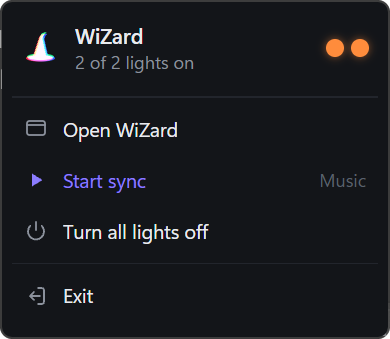 WiZard
2 of 2 lights on
Open WiZard
Start sync Music
Turn all lights off
Exit